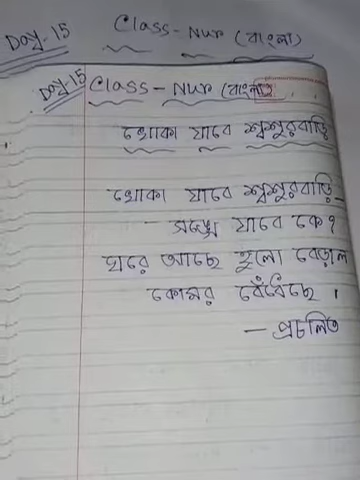 Day-15 Class - Nur (বাংলা)
Day-15 Class - Nur (বাংলা)
খোকা যাবে শ্বশুরবাড়ি
খোকা যাবে শ্বশুরবাড়ি -
সঙ্গে যাবে কে?
ঘরে আছে হুলো বেড়াল
কোমর বেঁধেছে।
- প্রচলিত